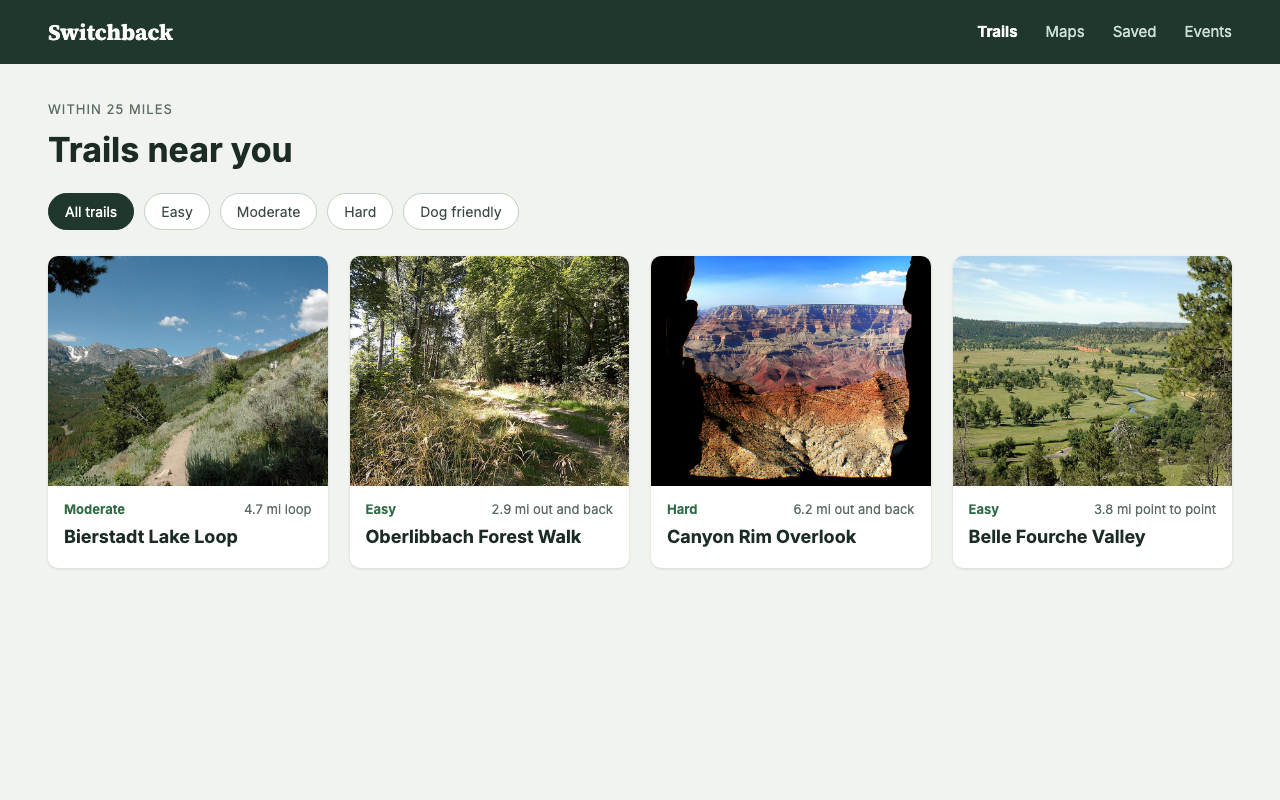 Switchback
Trails Maps Saved Events
WITHIN 25 MILES
Trails near you
All trails Easy Moderate Hard Dog friendly
Moderate 4.7 mi loop
Bierstadt Lake Loop
Easy 2.9 mi out and back
Oberlibbach Forest Walk
Hard 6.2 mi out and back
Canyon Rim Overlook
Easy 3.8 mi point to point
Belle Fourche Valley